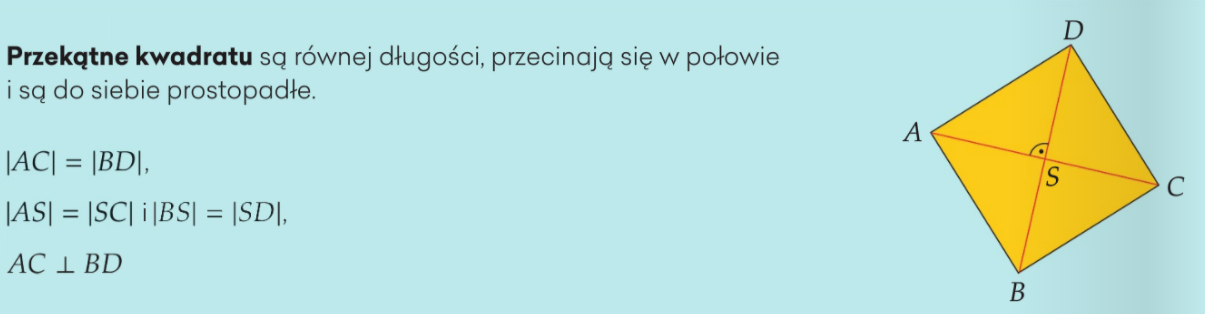 Przekątne kwadratu są równej długości, przecinają się w połowie
i są do siebie prostopadłe.
|AC| = |BD|,
|AS| = |SC| i |BS| = |SD|,
AC ⊥ BD
D
A
S
C
B